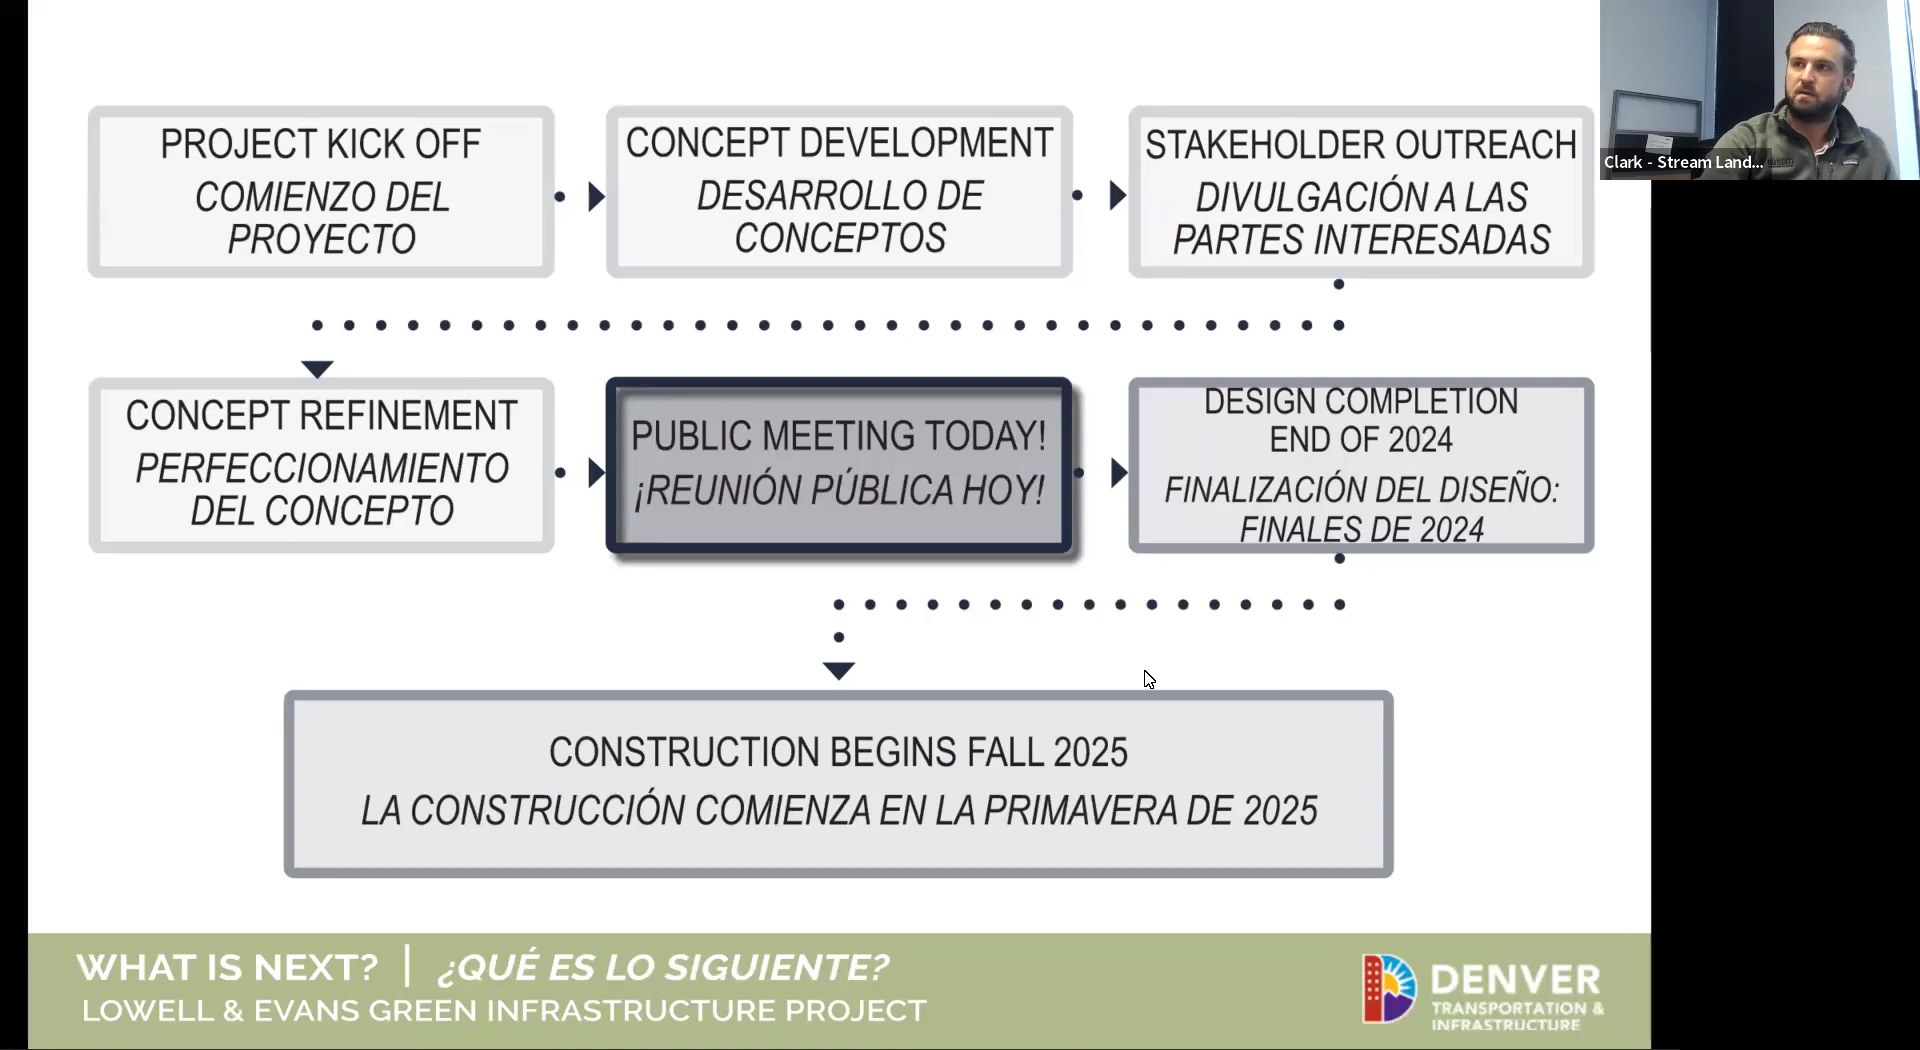 PROJECT KICK OFF
COMIENZO DEL
PROYECTO
CONCEPT DEVELOPMENT
DESARROLLO DE
CONCEPTOS
STAKEHOLDER OUTREACH
DIVULGACIÓN A LAS
PARTES INTERESADAS
Clark - Stream Land...
CONCEPT REFINEMENT
PERFECCIONAMIENTO
DEL CONCEPTO
PUBLIC MEETING TODAY!
¡REUNIÓN PÚBLICA HOY!
DESIGN COMPLETION
END OF 2024
FINALIZACIÓN DEL DISEÑO:
FINALES DE 2024
CONSTRUCTION BEGINS FALL 2025
LA CONSTRUCCIÓN COMIENZA EN LA PRIMAVERA DE 2025
WHAT IS NEXT? | ¿QUÉ ES LO SIGUIENTE?
LOWELL & EVANS GREEN INFRASTRUCTURE PROJECT
DENVER
TRANSPORTATION &
INFRASTRUCTURE